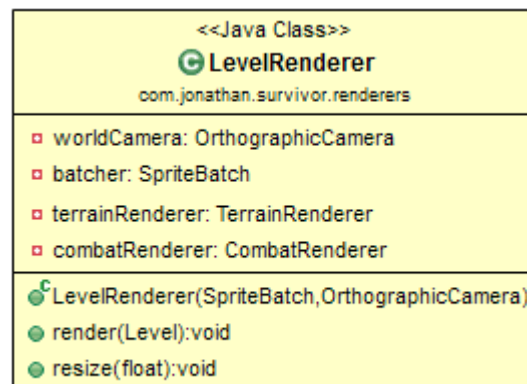 <<Java Class>>
C LevelRenderer
com.jonathan.survivor.renderers
worldCamera: OrthographicCamera
batcher: SpriteBatch
terrainRenderer: TerrainRenderer
combatRenderer: CombatRenderer
C LevelRenderer(SpriteBatch,OrthographicCamera)
render(Level):void
resize(float):void